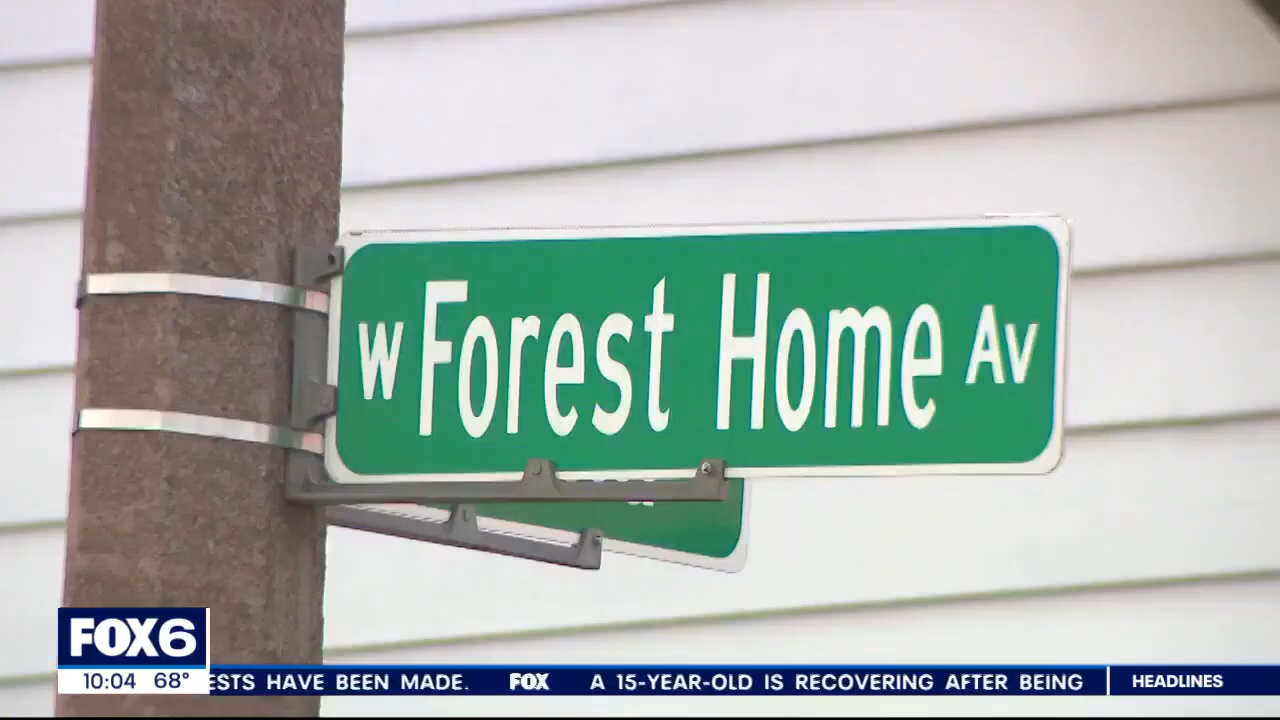 W Forest Home Av
FOX6
10:04 68°
ESTS HAVE BEEN MADE. FOX A 15-YEAR-OLD IS RECOVERING AFTER BEING HEADLINES